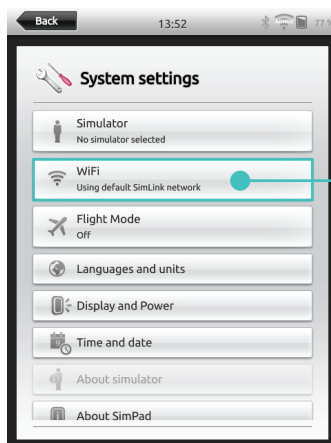 Back
13:52
77 %
System settings
Simulator
No simulator selected
WiFi
Using default SimLink network
Flight Mode
Off
Languages and units
Display and Power
Time and date
About simulator
About SimPad